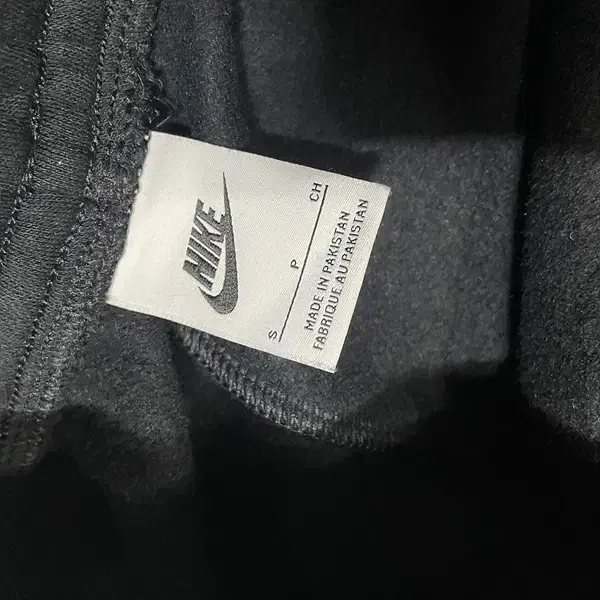 NIKE
S P CH
MADE IN PAKISTAN
FABRIQUE AU PAKISTAN